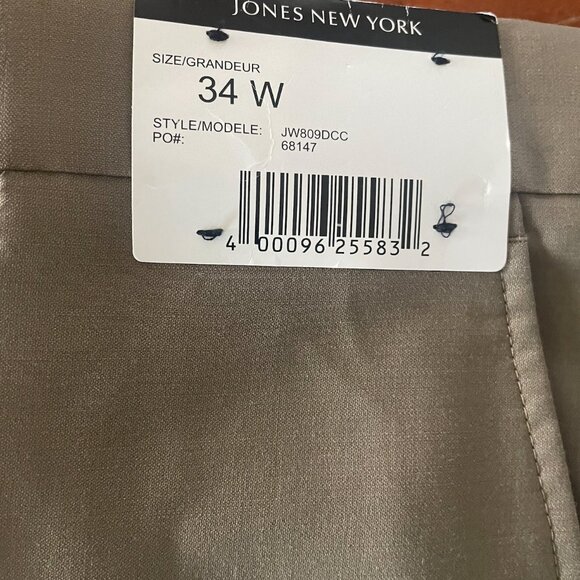 JONES NEW YORK
SIZE/GRANDEUR
34 W
STYLE/MODELE: JW809DCC
PO#: 68147
4 00096 25583 2